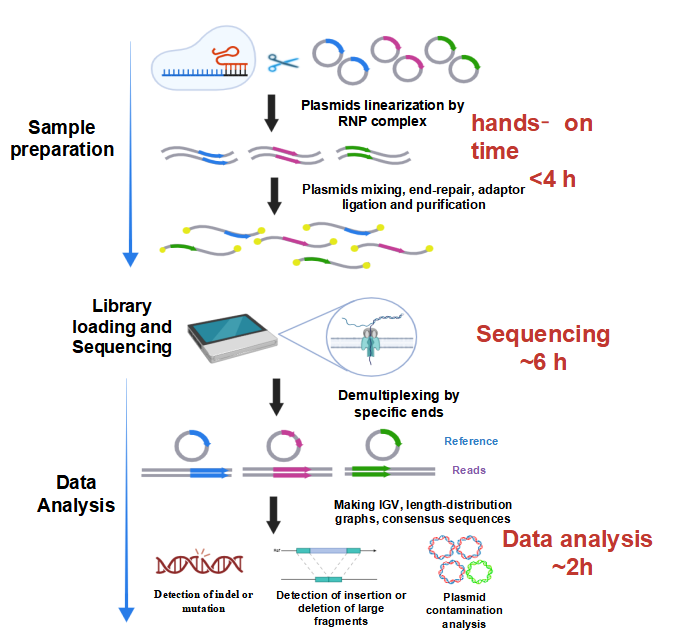 Plasmids linearization by
RNP complex
Sample
preparation
hands- on
time
<4 h
Plasmids mixing, end-repair, adaptor
ligation and purification
Library
loading and
Sequencing
Sequencing
~6 h
Demultiplexing by
specific ends
Reference
Reads
Data
Analysis
Making IGV, length-distribution
graphs, consensus sequences
Data analysis
~2h
Detection of indel or
mutation
Detection of insertion or
deletion of large
fragments
Plasmid
contamination
analysis